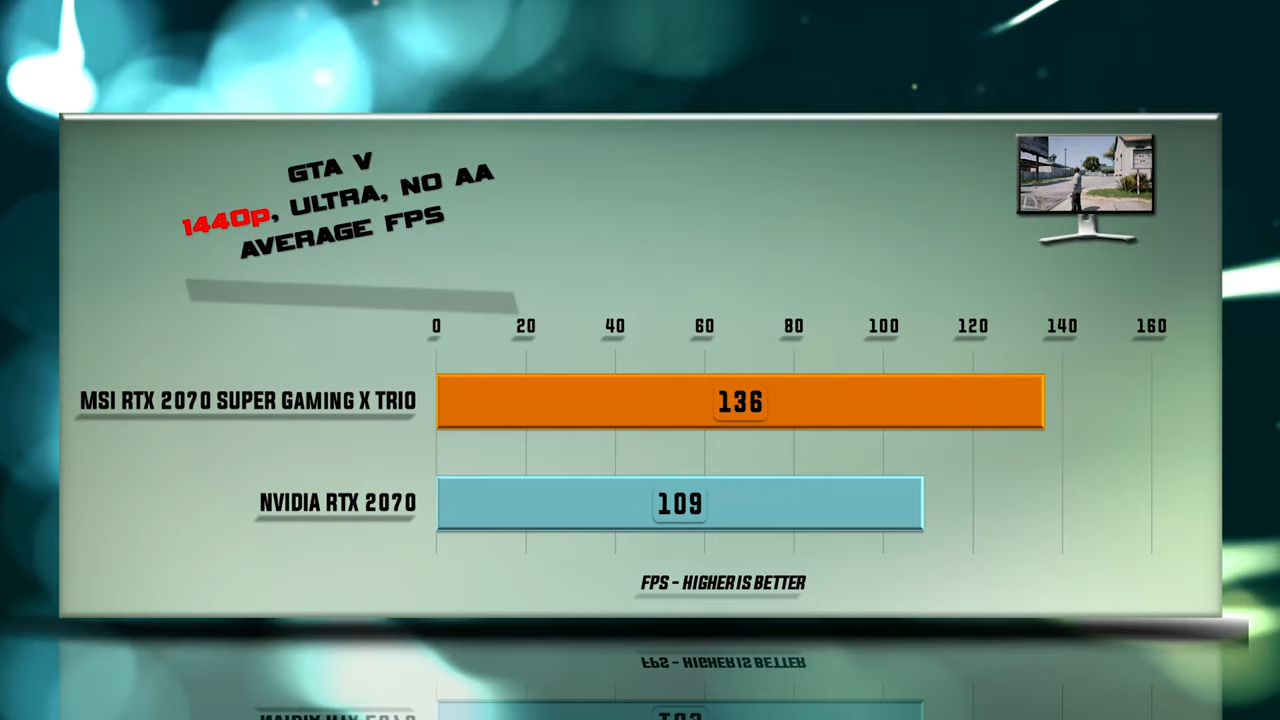 GTA V
1440p, ULTRA, NO AA
AVERAGE FPS
0 20 40 60 80 100 120 140 160
MSI RTX 2070 SUPER GAMING X TRIO 136
NVIDIA RTX 2070 109
FPS - HIGHER IS BETTER